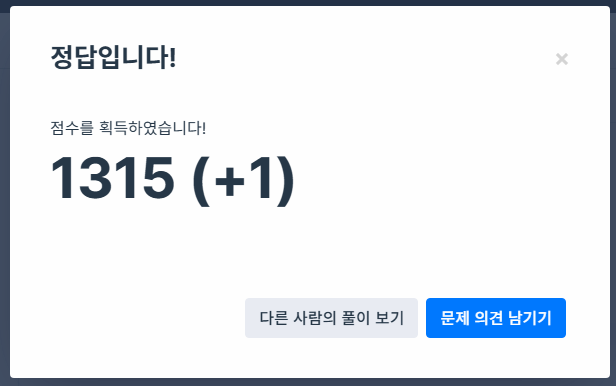 정답입니다!
×
점수를 획득하였습니다!
1315 (+1)
다른 사람의 풀이 보기
문제 의견 남기기